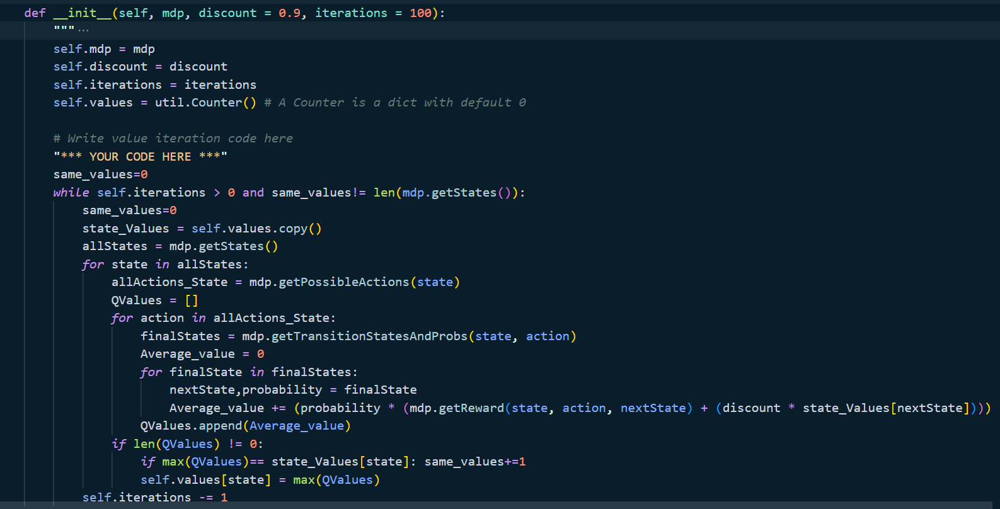 def __init__(self, mdp, discount = 0.9, iterations = 100):
    """...
    self.mdp = mdp
    self.discount = discount
    self.iterations = iterations
    self.values = util.Counter() # A Counter is a dict with default 0

    # Write value iteration code here
    "*** YOUR CODE HERE ***"
    same_values=0
    while self.iterations > 0 and same_values!= len(mdp.getStates()):
        same_values=0
        state_Values = self.values.copy()
        allStates = mdp.getStates()
        for state in allStates:
            allActions_State = mdp.getPossibleActions(state)
            QValues = []
            for action in allActions_State:
                finalStates = mdp.getTransitionStatesAndProbs(state, action)
                Average_value = 0
                for finalState in finalStates:
                    nextState,probability = finalState
                    Average_value += (probability * (mdp.getReward(state, action, nextState) + (discount * state_Values[nextState])))
                QValues.append(Average_value)
            if len(QValues) != 0:
                if max(QValues)== state_Values[state]: same_values+=1
                self.values[state] = max(QValues)
        self.iterations -= 1